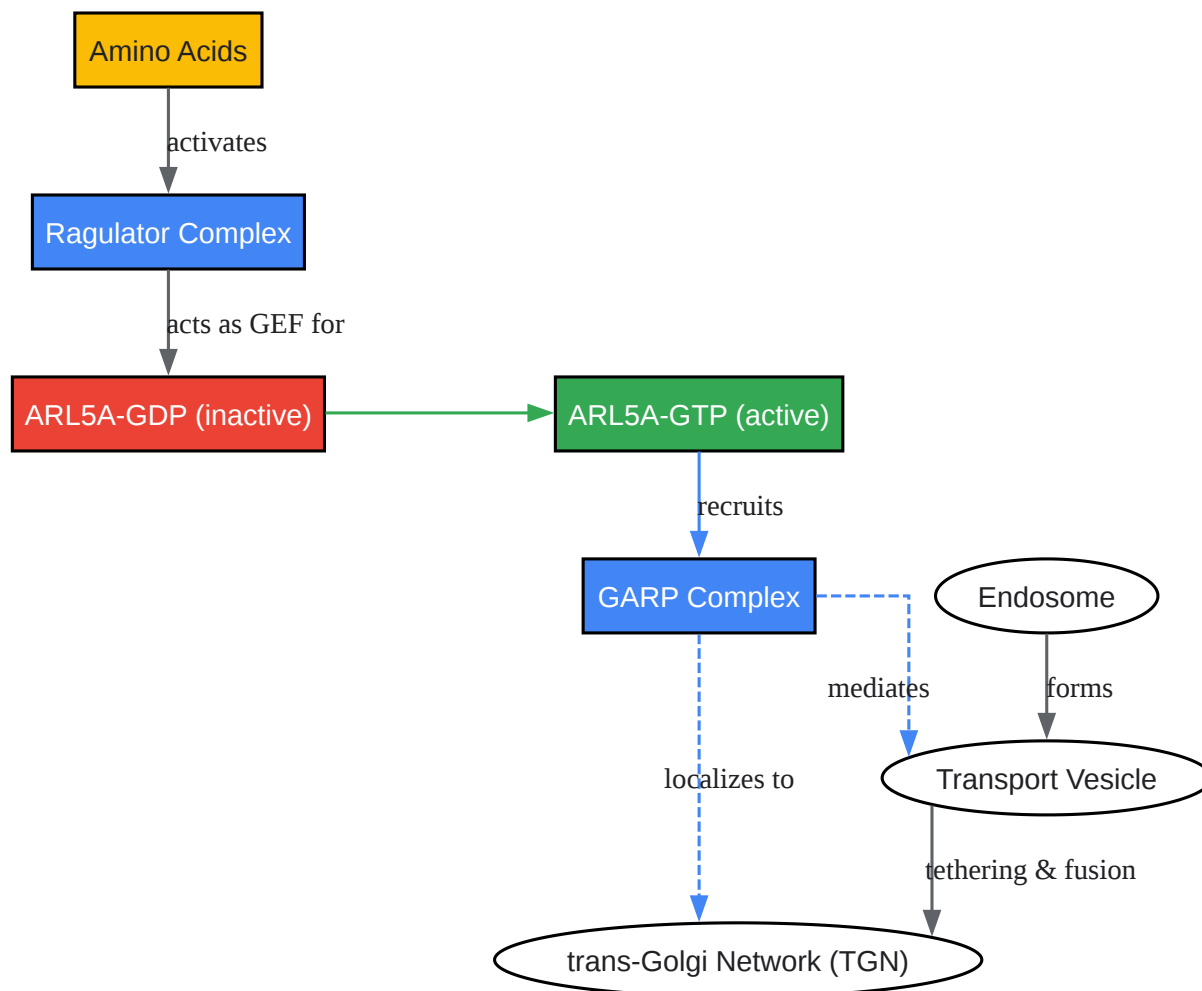 Amino Acids
activates
Ragulator Complex
acts as GEF for
ARL5A-GDP (inactive)
ARL5A-GTP (active)
recruits
GARP Complex
Endosome
mediates
forms
localizes to
Transport Vesicle
tethering & fusion
trans-Golgi Network (TGN)